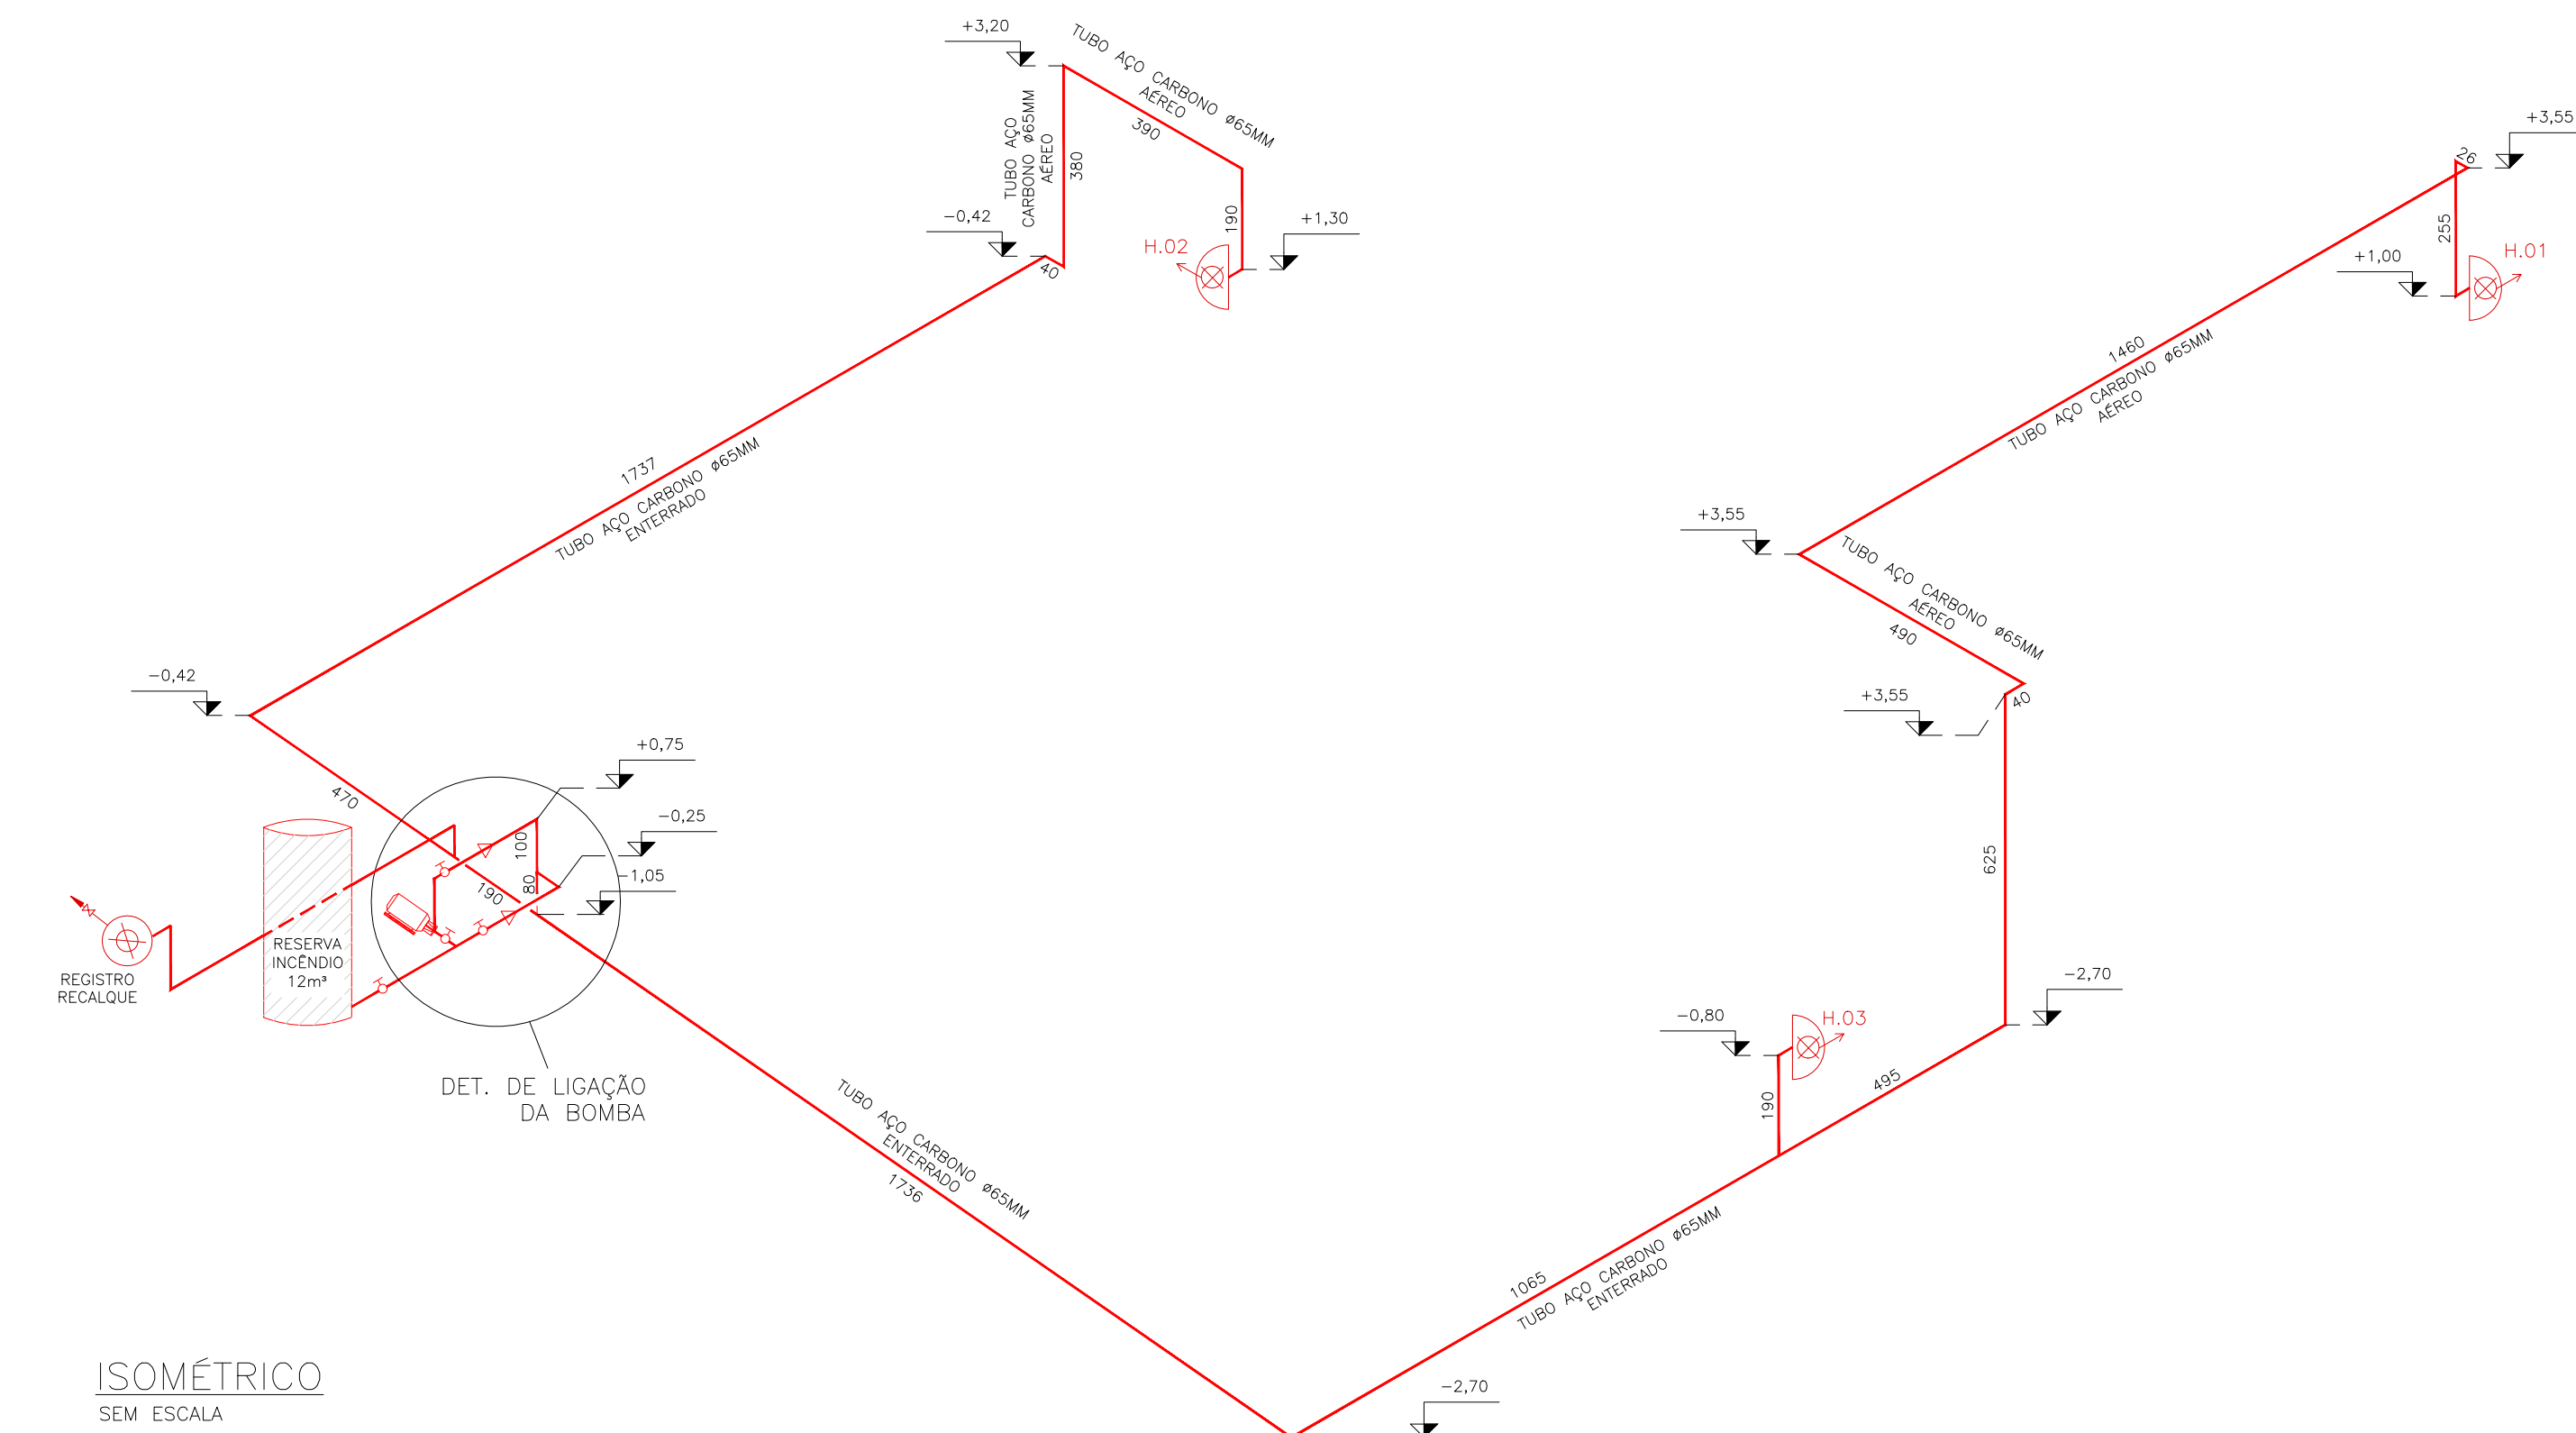 +3,20
TUBO AÇO CARBONO ø65MM
AÉREO
390
TUBO AÇO
CARBONO ø65MM
AÉREO
380
-0,42
40
190
+1,30
H.02
+3,55
26
255
H.01
+1,00
1460
TUBO AÇO CARBONO ø65MM
AÉREO
1737
TUBO AÇO CARBONO ø65MM
ENTERRADO
+3,55
TUBO AÇO CARBONO ø65MM
AÉREO
490
+3,55
40
-0,42
470
+0,75
-0,25
-1,05
100
80
190
625
RESERVA
INCÊNDIO
12m³
REGISTRO
RECALQUE
-2,70
-0,80
H.03
190
495
DET. DE LIGAÇÃO
DA BOMBA
TUBO AÇO CARBONO ø65MM
ENTERRADO
1736
1065
TUBO AÇO CARBONO ø65MM
ENTERRADO
-2,70
ISOMÉTRICO
SEM ESCALA